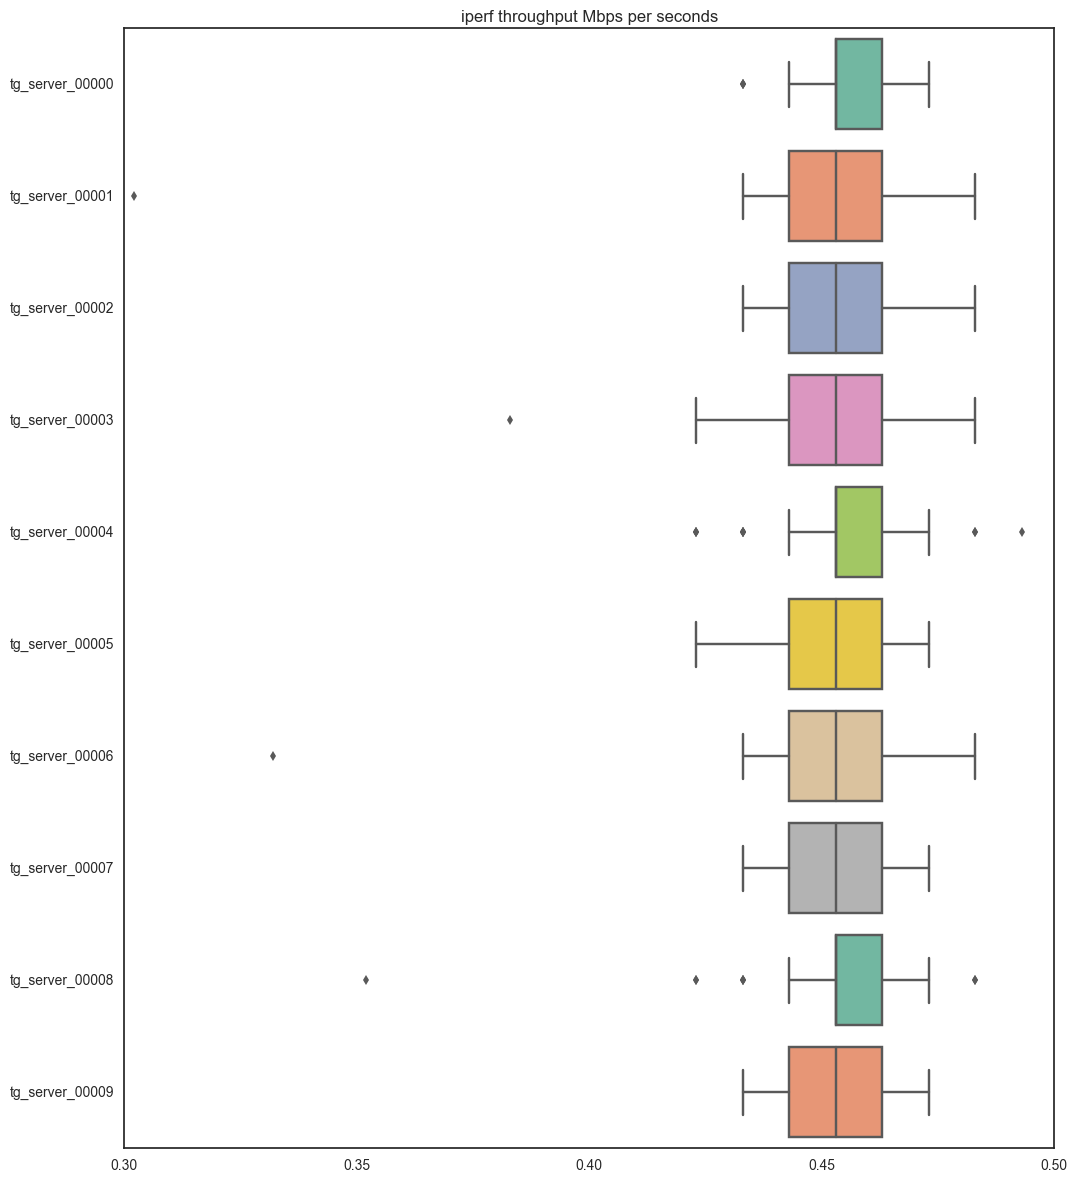 iperf throughput Mbps per seconds
tg_server_00000
tg_server_00001
tg_server_00002
tg_server_00003
tg_server_00004
tg_server_00005
tg_server_00006
tg_server_00007
tg_server_00008
tg_server_00009
0.30 0.35 0.40 0.45 0.50